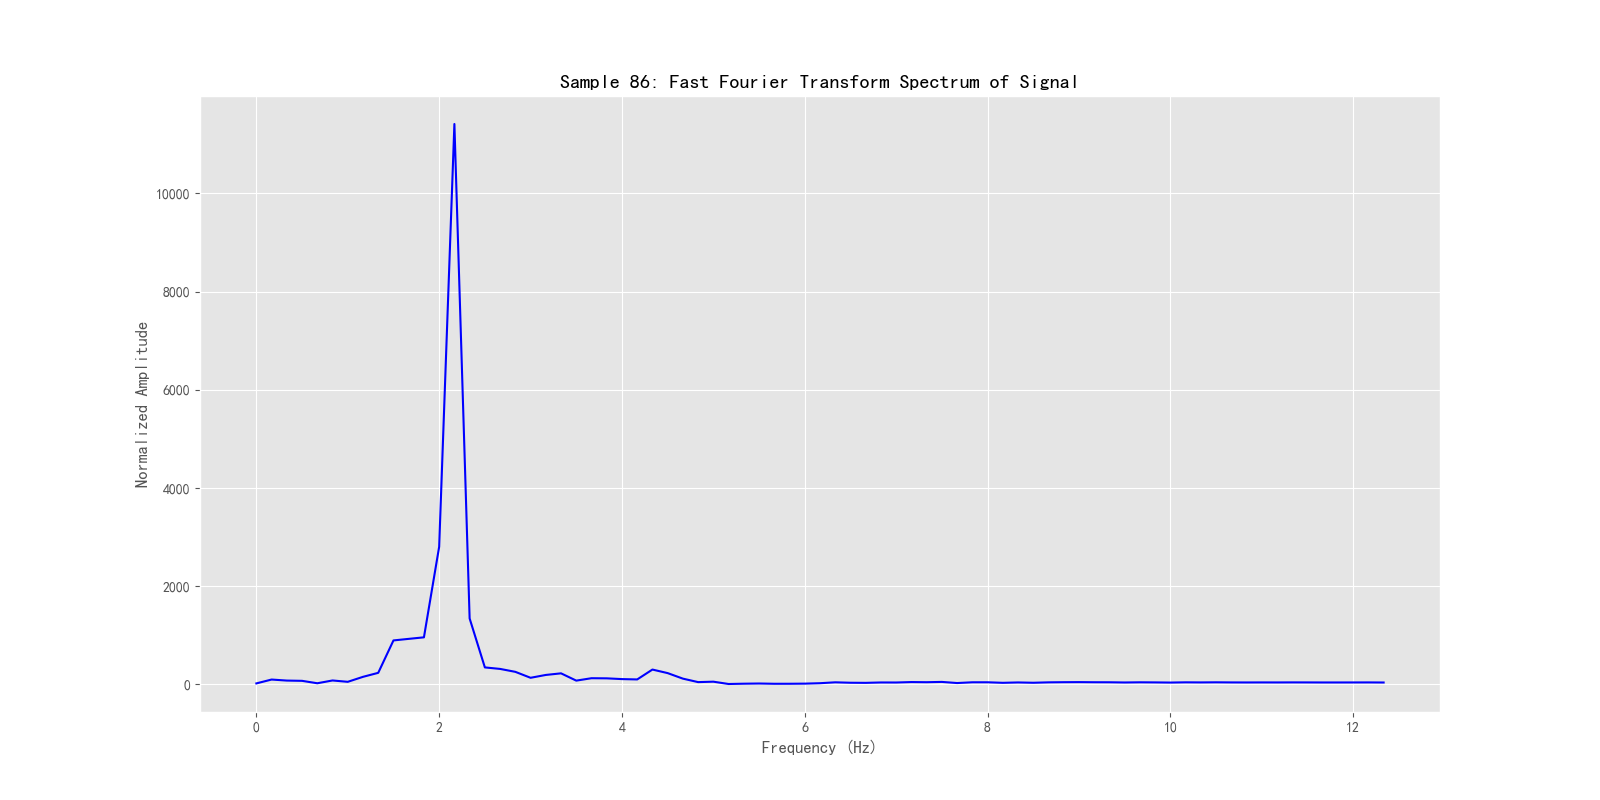 Sample 86: Fast Fourier Transform Spectrum of Signal
Normalized Amplitude
10000
8000
6000
4000
2000
0
0 2 4 6 8 10 12
Frequency (Hz)